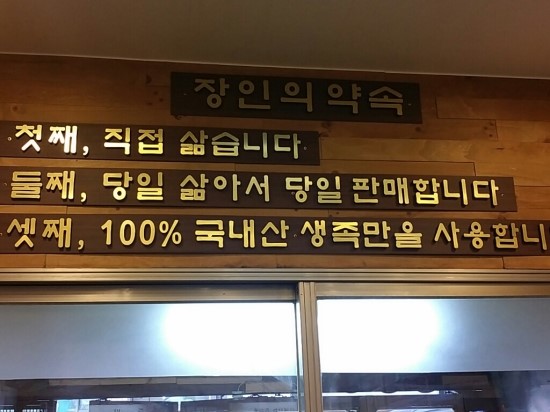 장인의 약속
첫째, 직접 삶습니다
둘째, 당일 삶아서 당일 판매합니다
셋째, 100% 국내산 생족만을 사용합니